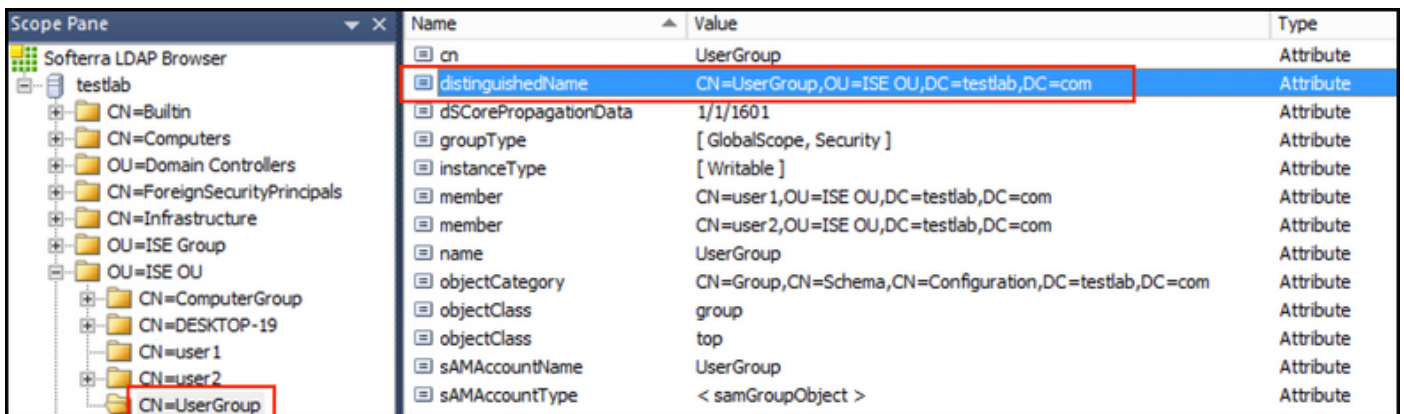 Scope Pane
Softerra LDAP Browser
testlab
CN=Builtin
CN=Computers
OU=Domain Controllers
CN=ForeignSecurityPrincipals
CN=Infrastructure
OU=ISE Group
OU=ISE OU
CN=ComputerGroup
CN=DESKTOP-19
CN=user1
CN=user2
CN=UserGroup
Name Value Type
cn UserGroup Attribute
distinguishedName CN=UserGroup,OU=ISE OU,DC=testlab,DC=com Attribute
dSCorePropagationData 1/1/1601 Attribute
groupType [ GlobalScope, Security ] Attribute
instanceType [ Writable ] Attribute
member CN=user1,OU=ISE OU,DC=testlab,DC=com Attribute
member CN=user2,OU=ISE OU,DC=testlab,DC=com Attribute
name UserGroup Attribute
objectCategory CN=Group,CN=Schema,CN=Configuration,DC=testlab,DC=com Attribute
objectClass group Attribute
objectClass top Attribute
sAMAccountName UserGroup Attribute
sAMAccountType < samGroupObject > Attribute